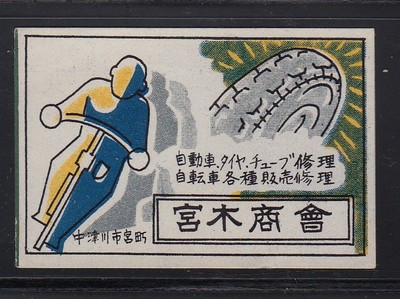 自動車、タイヤ、チューブ修理
自転車各種販売修理
宮木商會
中津川市宮町